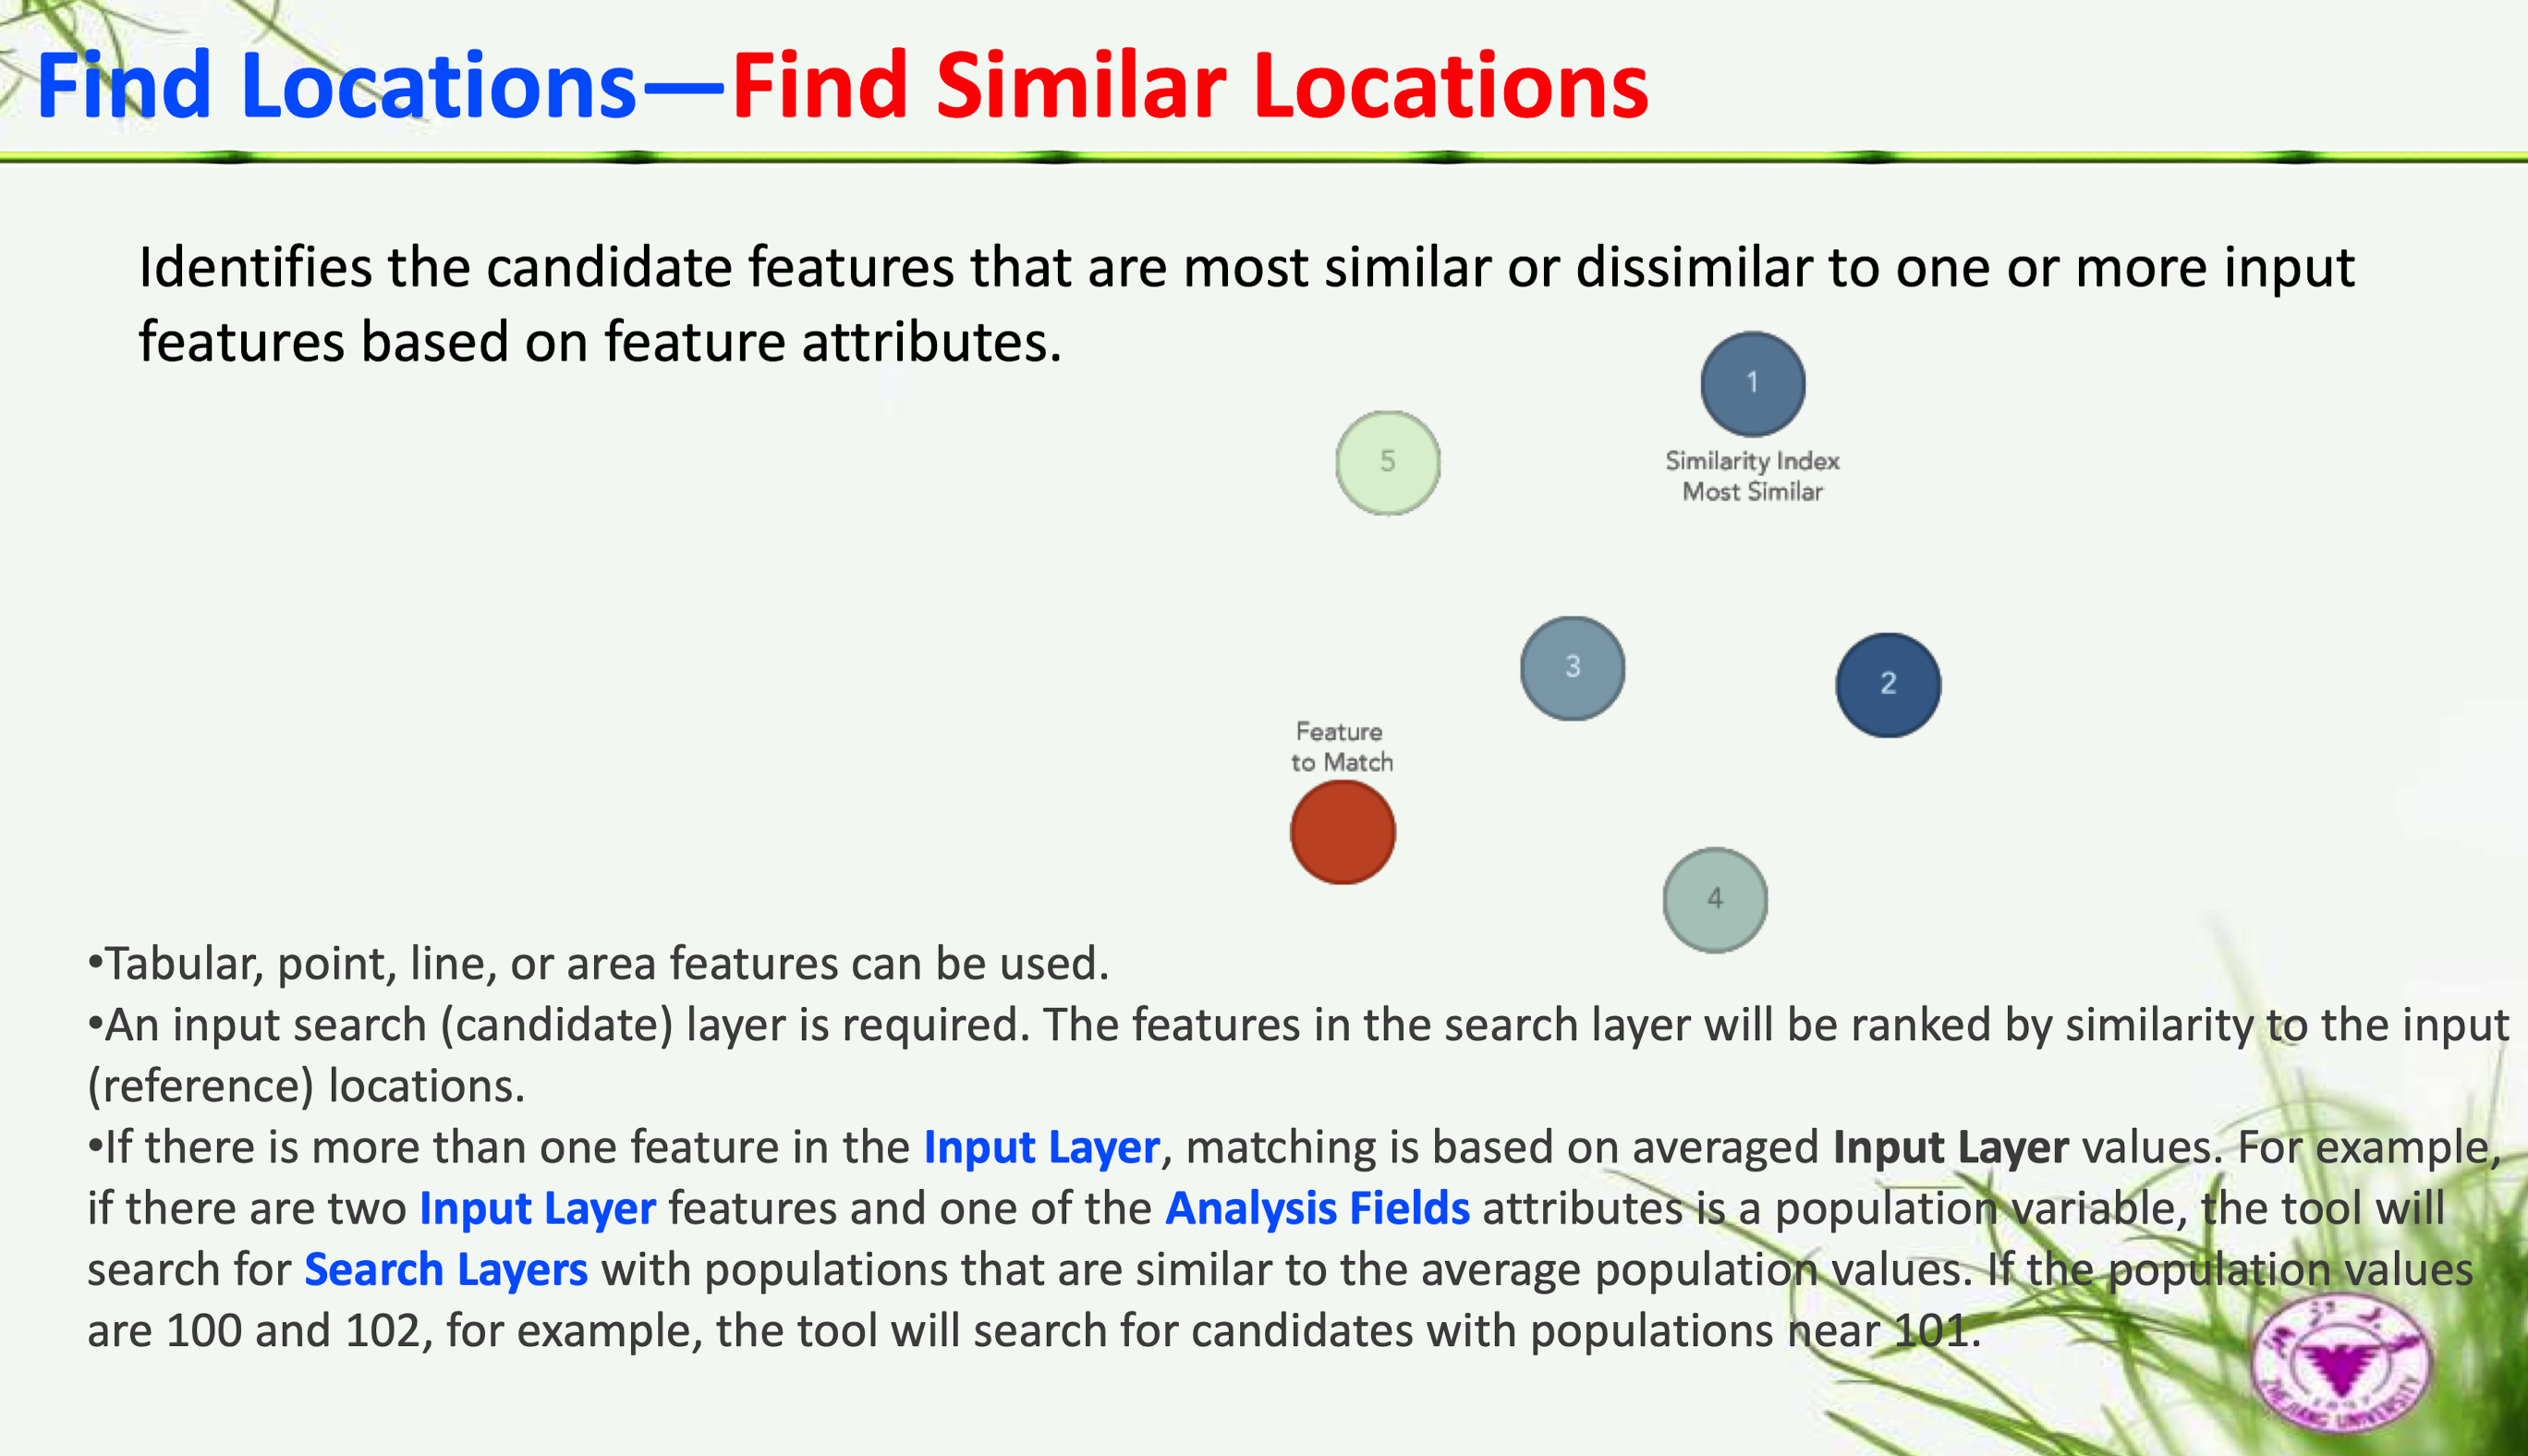 Find Locations—Find Similar Locations
Identifies the candidate features that are most similar or dissimilar to one or more input
features based on feature attributes.
1
Similarity Index
Most Similar
5
3
2
Feature
to Match
4
•Tabular, point, line, or area features can be used.
•An input search (candidate) layer is required. The features in the search layer will be ranked by similarity to the input
(reference) locations.
•If there is more than one feature in the Input Layer, matching is based on averaged Input Layer values. For example,
if there are two Input Layer features and one of the Analysis Fields attributes is a population variable, the tool will
search for Search Layers with populations that are similar to the average population values. If the population values
are 100 and 102, for example, the tool will search for candidates with populations near 101.
ZHEJIANG UNIVERSITY